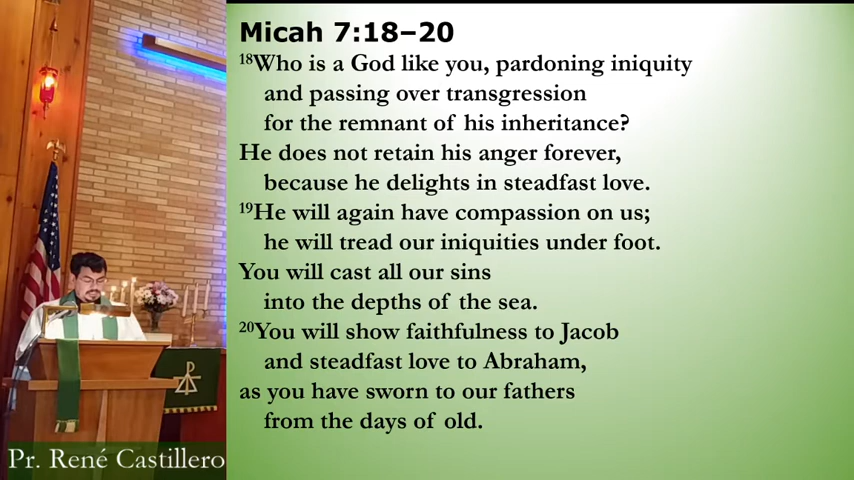 Micah 7:18–20
18Who is a God like you, pardoning iniquity
and passing over transgression
for the remnant of his inheritance?
He does not retain his anger forever,
because he delights in steadfast love.
19He will again have compassion on us;
he will tread our iniquities under foot.
You will cast all our sins
into the depths of the sea.
20You will show faithfulness to Jacob
and steadfast love to Abraham,
as you have sworn to our fathers
from the days of old.
Pr. René Castillero